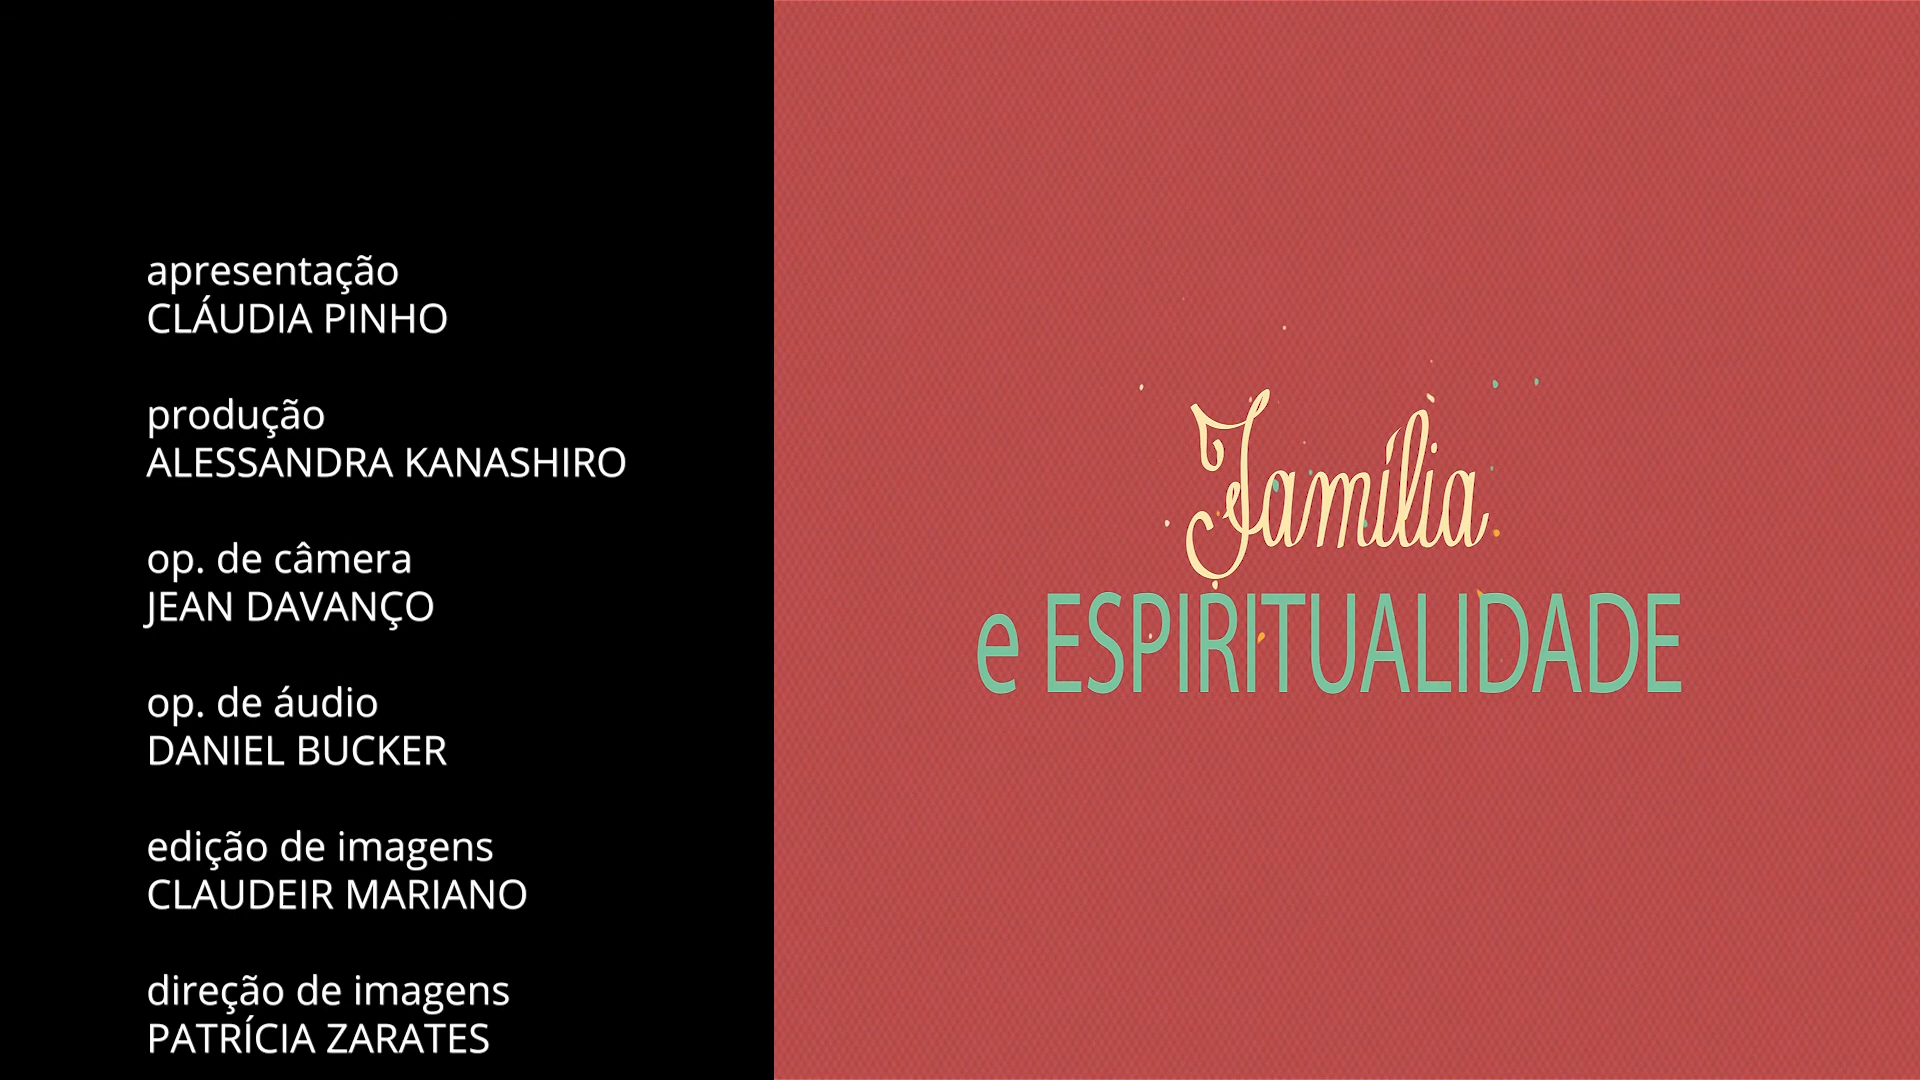 apresentação
CLÁUDIA PINHO
produção
ALESSANDRA KANASHIRO
op. de câmera
JEAN DAVANÇO
op. de áudio
DANIEL BUCKER
edição de imagens
CLAUDEIR MARIANO
direção de imagens
PATRÍCIA ZARATES
Família
e ESPIRITUALIDADE